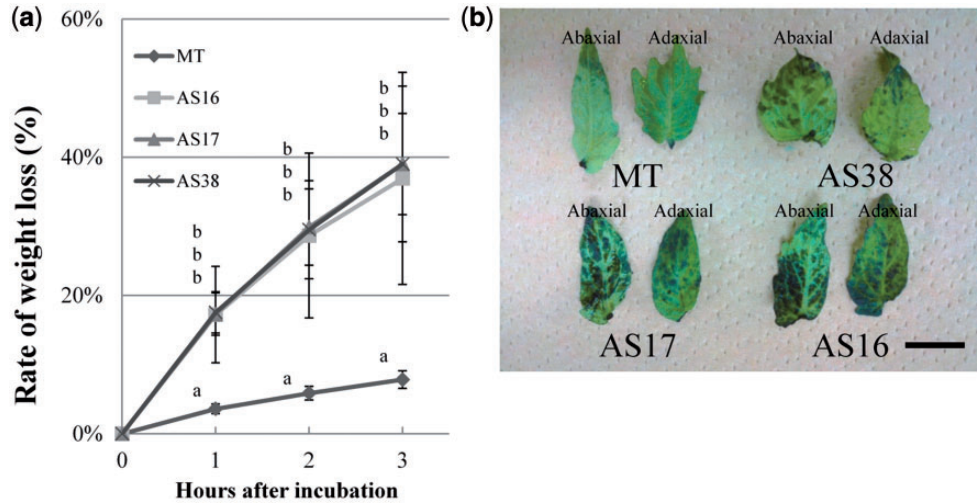 (a)
Rate of weight loss (%)
60%
40%
20%
0%
MT
AS16
AS17
AS38
b
b
b
b
b
b
b
b
b
a
a
a
0
1
2
3
Hours after incubation
(b)
Abaxial Adaxial Abaxial Adaxial
MT AS38
Abaxial Adaxial Abaxial Adaxial
AS17 AS16